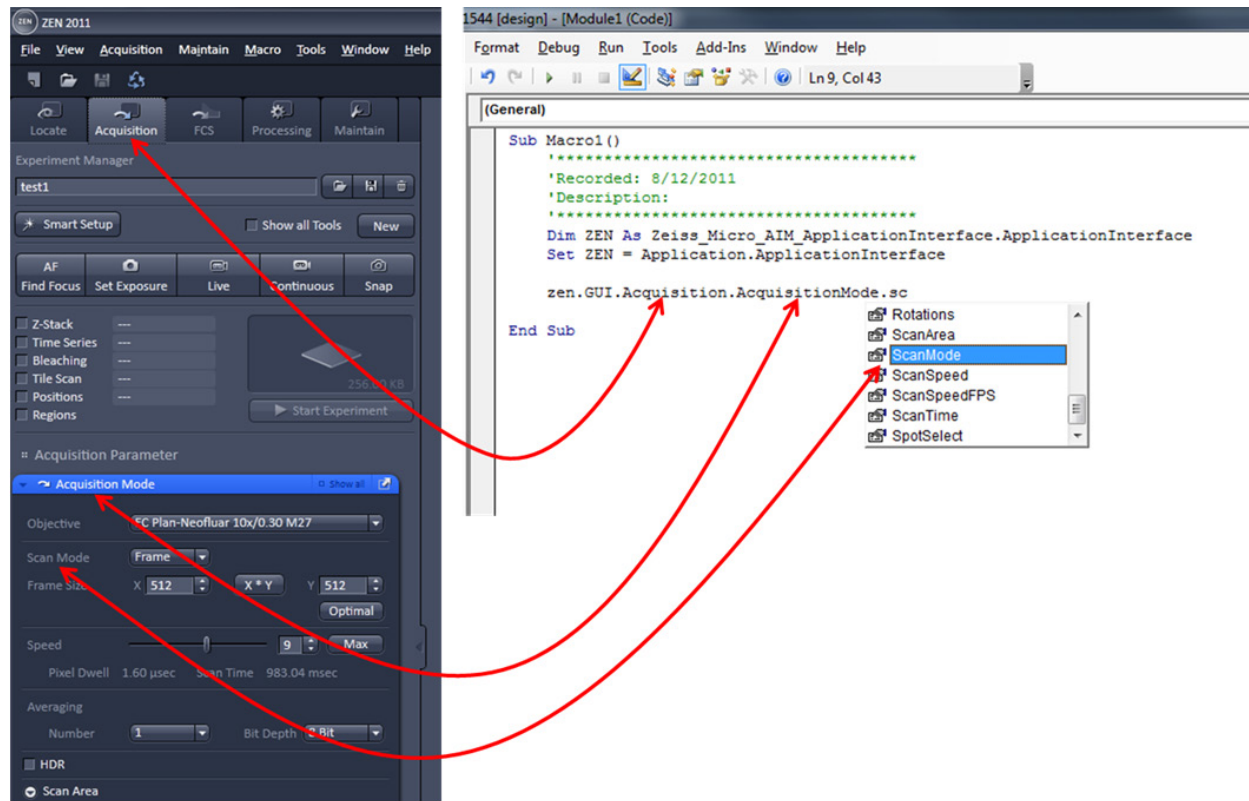 ZEN ZEN 2011
File View Acquisition Maintain Macro Tools Window Help
Locate Acquisition FCS Processing Maintain
Experiment Manager
test1
Smart Setup Show all Tools New
AF
Find Focus Set Exposure Live Continuous Snap
Z-Stack ---
Time Series ---
Bleaching ---
Tile Scan ---
Positions ---
Regions
256.00 KB
Start Experiment
Acquisition Parameter
Acquisition Mode Show all
Objective EC Plan-Neofluar 10x/0.30 M27
Scan Mode Frame
Frame Size X 512 X * Y Y 512
Optimal
Speed 9 Max
Pixel Dwell 1.60 µsec Scan Time 983.04 msec
Averaging
Number 1 Bit Depth 8 Bit
HDR
Scan Area
1544 [design] - [Module1 (Code)]
Format Debug Run Tools Add-Ins Window Help
Ln 9, Col 43
(General)
Sub Macro1()
'**************************************
'Recorded: 8/12/2011
'Description:
'**************************************
Dim ZEN As Zeiss_Micro_AIM_ApplicationInterface.ApplicationInterface
Set ZEN = Application.ApplicationInterface
zen.GUI.Acquisition.AcquisitionMode.sc
End Sub
Rotations
ScanArea
ScanMode
ScanSpeed
ScanSpeedFPS
ScanTime
SpotSelect